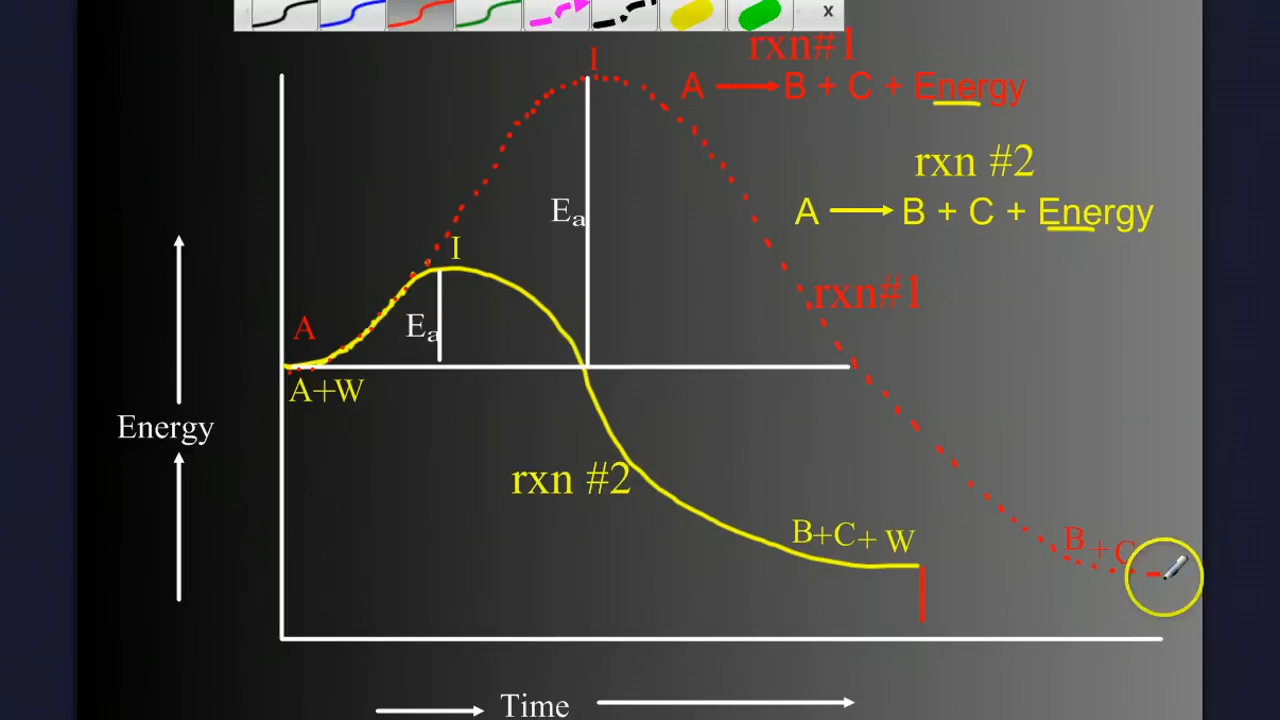 x
rxn#1
I
A → B + C + Energy
rxn #2
A → B + C + Energy
Ea
I
rxn#1
A
Ea
A+W
Energy
rxn #2
B+C+ W
B + C
Time